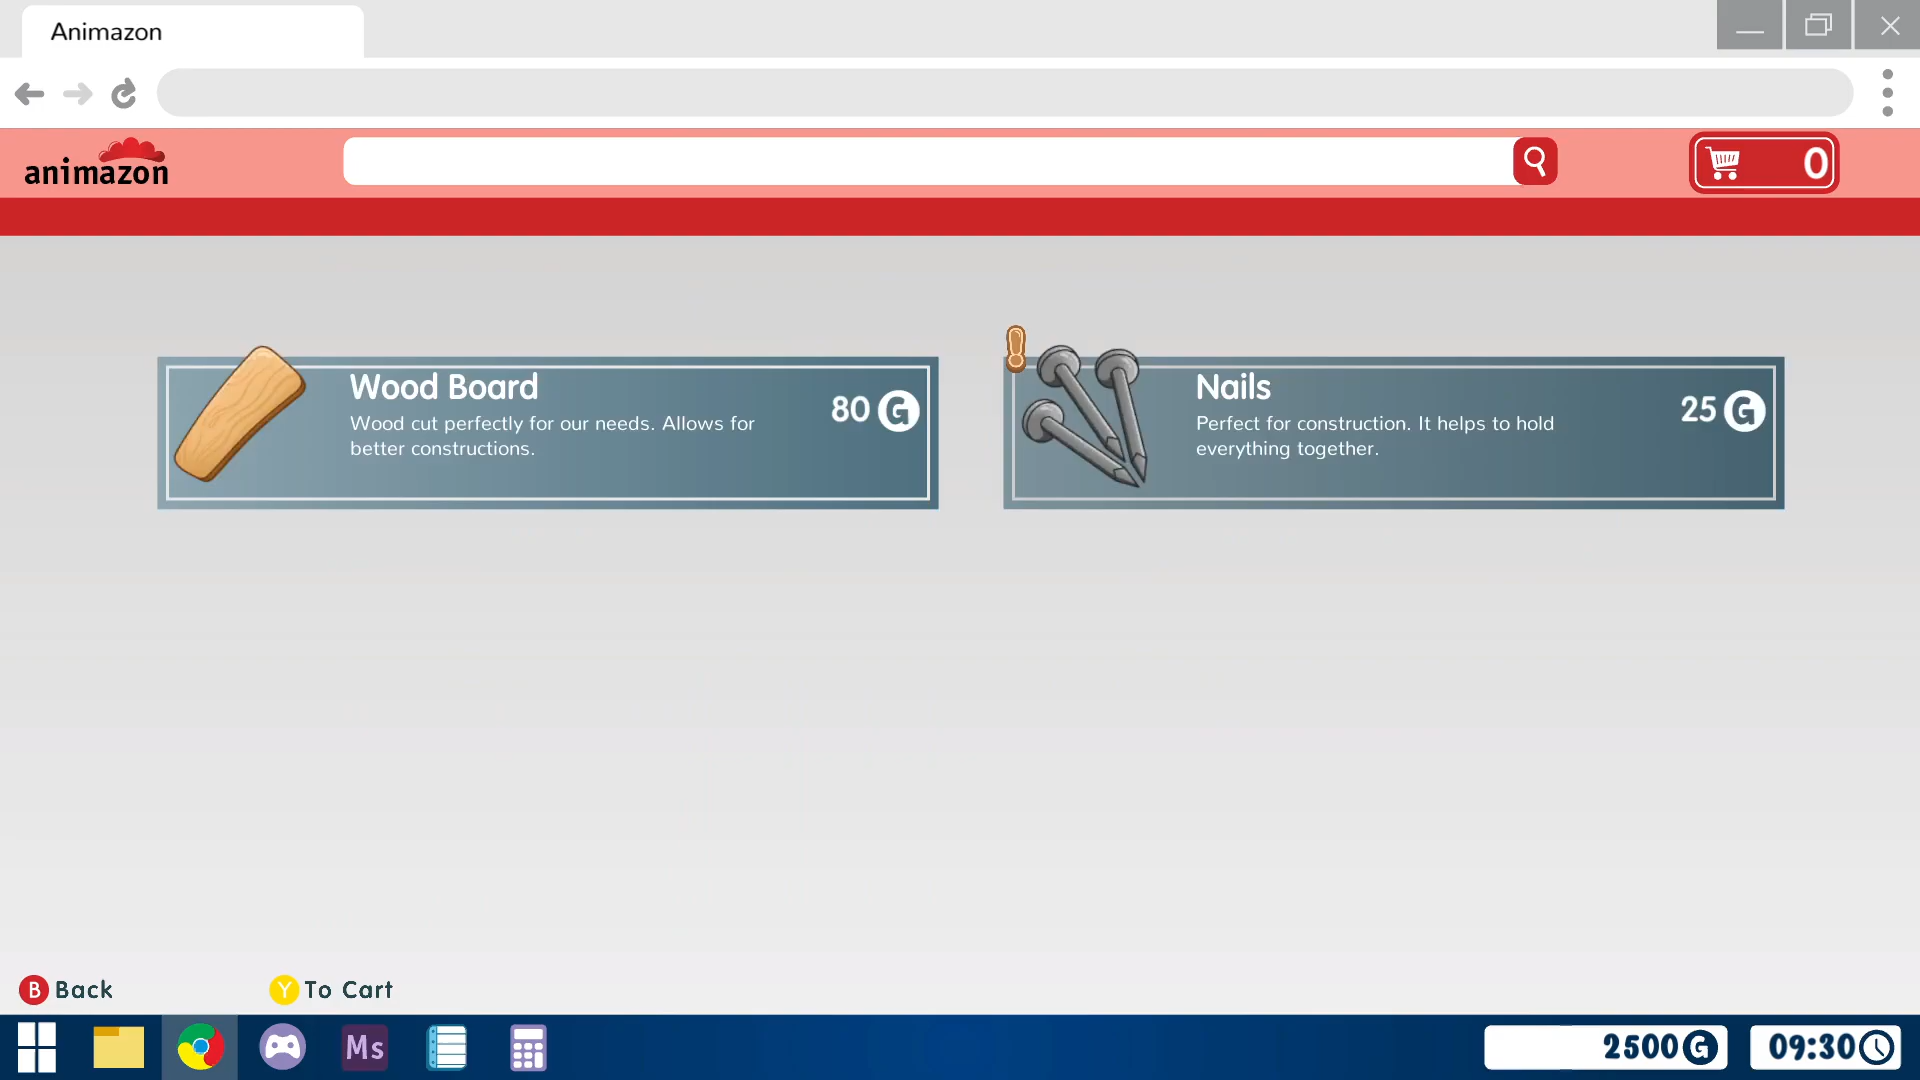 Animazon
animazon
0
Wood Board
Wood cut perfectly for our needs. Allows for
better constructions.
80 G
Nails
Perfect for construction. It helps to hold
everything together.
25 G
B Back
Y To Cart
Ms
2500 G
09:30